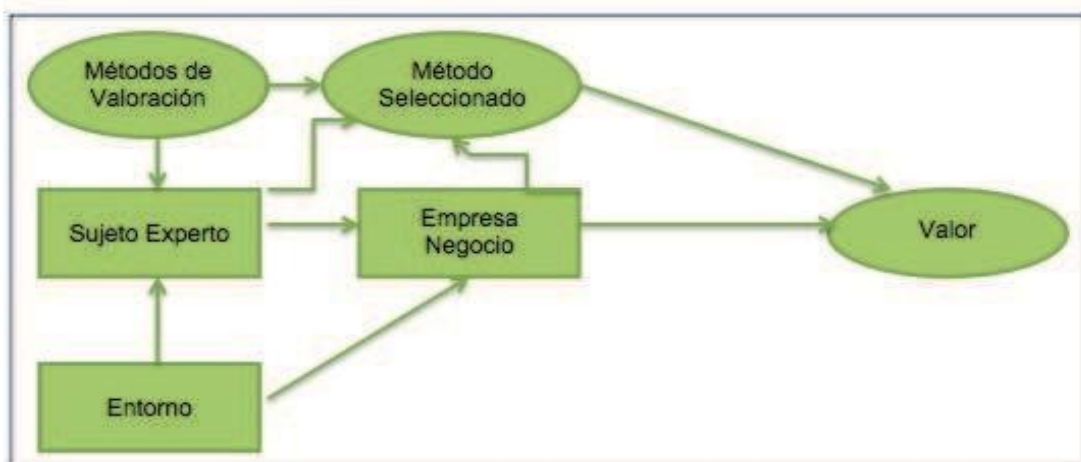 Métodos de
Valoración
Método
Seleccionado
Sujeto Experto
Empresa
Negocio
Valor
Entorno